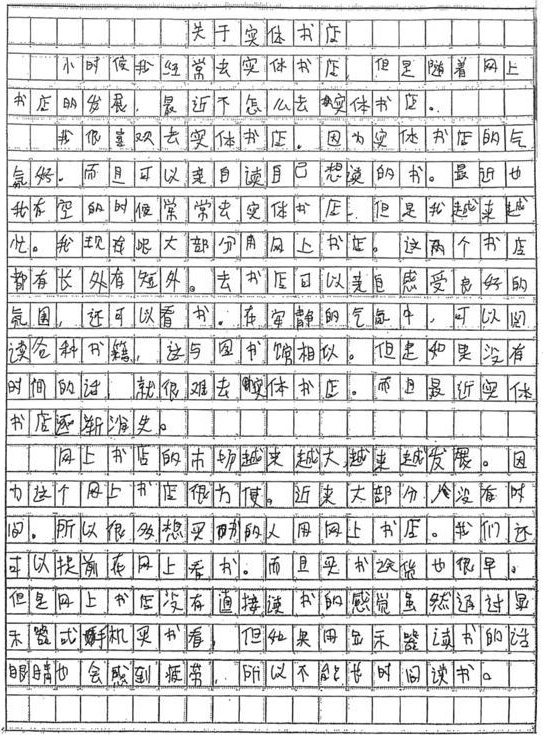 关于实体书店
小时候我经常去实体书店，但是随着网上
书店的发展，最近不怎么去实体书店。
我很喜欢去实体书店。因为实体书店的气
氛好。而且可以亲自读自己想读的书。最近也
我在空的时候常常去实体书店，但是我越来越
忙。我现在很大部分用网上书店。这两个书店
都有长外有短外。去书店可以亲自感受良好的
氛围，还可以看书。在安静的气氛中，可以阅
读各种书籍，这与图书馆相似。但是如果没有
时间的话，就很难去实体书店。而且最近实体
书店逐渐消失。
网上书店的市场越来越大，越来越发展。因
为这个网上书店很方便。近来大部分人没有时
间。所以很多想买书的人用网上书店。我们还
可以提前在网上看书。而且买书送货也很早。
但是网上书店没有直接读书的感觉虽然通过显
示器或手机买书看，但如果用显示器读书的话
眼睛也会感到疲劳，所以不能长时间读书。